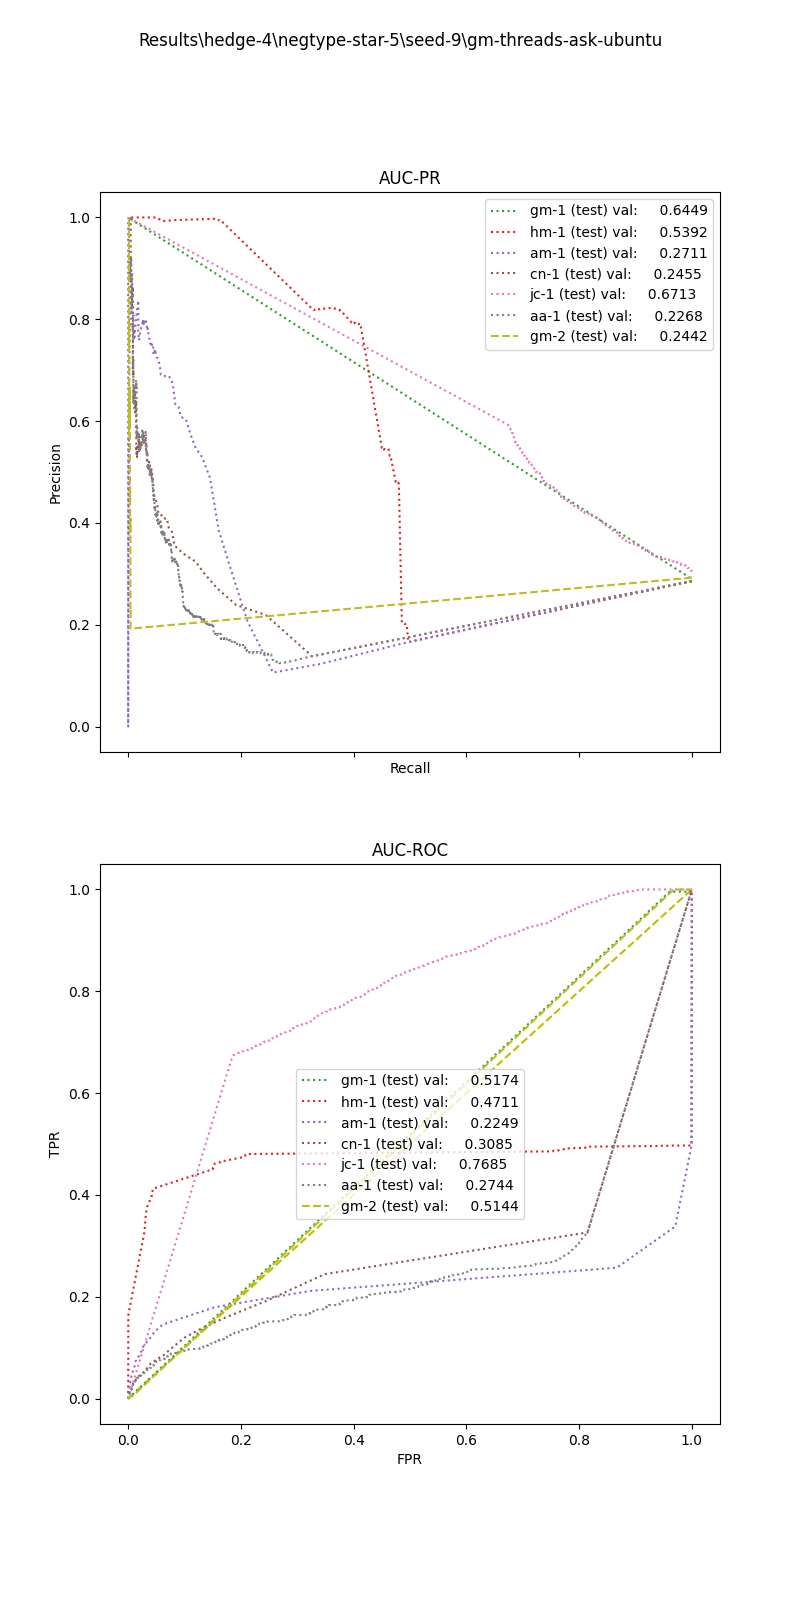 Results\hedge-4\negtype-star-5\seed-9\gm-threads-ask-ubuntu
AUC-PR
gm-1 (test) val: 0.6449
hm-1 (test) val: 0.5392
am-1 (test) val: 0.2711
cn-1 (test) val: 0.2455
jc-1 (test) val: 0.6713
aa-1 (test) val: 0.2268
gm-2 (test) val: 0.2442
1.0
0.8
0.6
0.4
0.2
0.0
Precision
Recall
AUC-ROC
gm-1 (test) val: 0.5174
hm-1 (test) val: 0.4711
am-1 (test) val: 0.2249
cn-1 (test) val: 0.3085
jc-1 (test) val: 0.7685
aa-1 (test) val: 0.2744
gm-2 (test) val: 0.5144
1.0
0.8
0.6
0.4
0.2
0.0
TPR
0.0 0.2 0.4 0.6 0.8 1.0
FPR